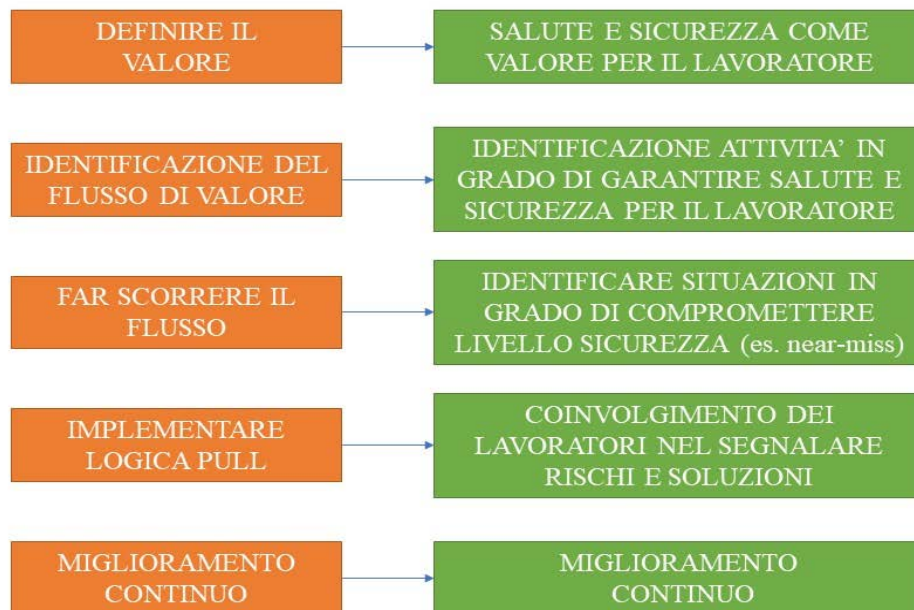 DEFINIRE IL
VALORE
SALUTE E SICUREZZA COME
VALORE PER IL LAVORATORE
IDENTIFICAZIONE DEL
FLUSSO DI VALORE
IDENTIFICAZIONE ATTIVITA’ IN
GRADO DI GARANTIRE SALUTE E
SICUREZZA PER IL LAVORATORE
FAR SCORRERE IL
FLUSSO
IDENTIFICARE SITUAZIONI IN
GRADO DI COMPROMETTERE
LIVELLO SICUREZZA (es. near-miss)
IMPLEMENTARE
LOGICA PULL
COINVOLGIMENTO DEI
LAVORATORI NEL SEGNALARE
RISCHI E SOLUZIONI
MIGLIORAMENTO
CONTINUO
MIGLIORAMENTO
CONTINUO